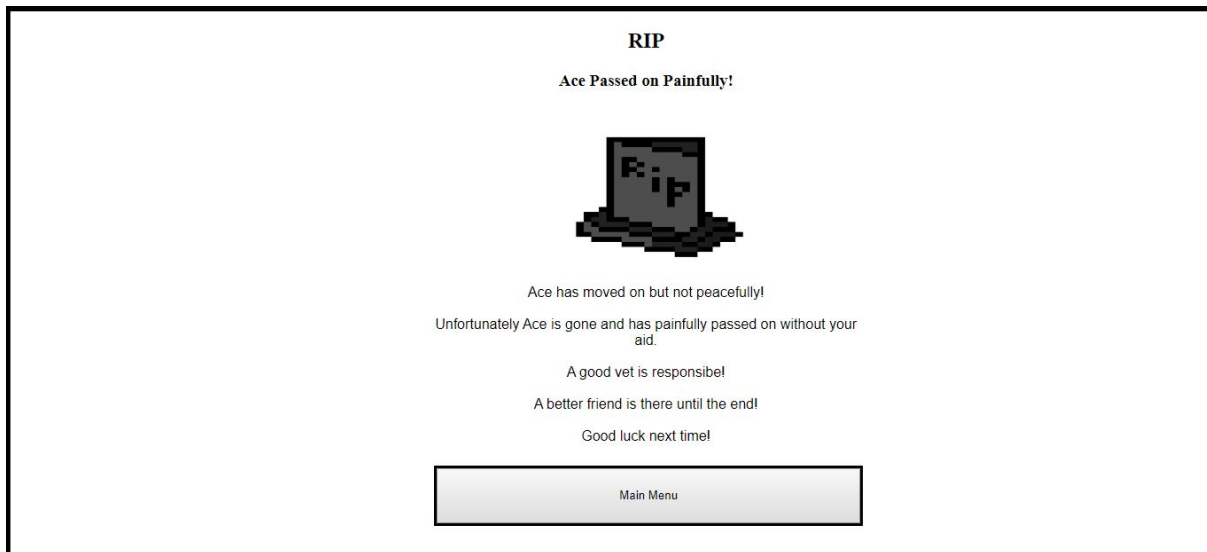 RIP
Ace Passed on Painfully!
RiP
Ace has moved on but not peacefully!
Unfortunately Ace is gone and has painfully passed on without your
aid.
A good vet is responsibe!
A better friend is there until the end!
Good luck next time!
Main Menu